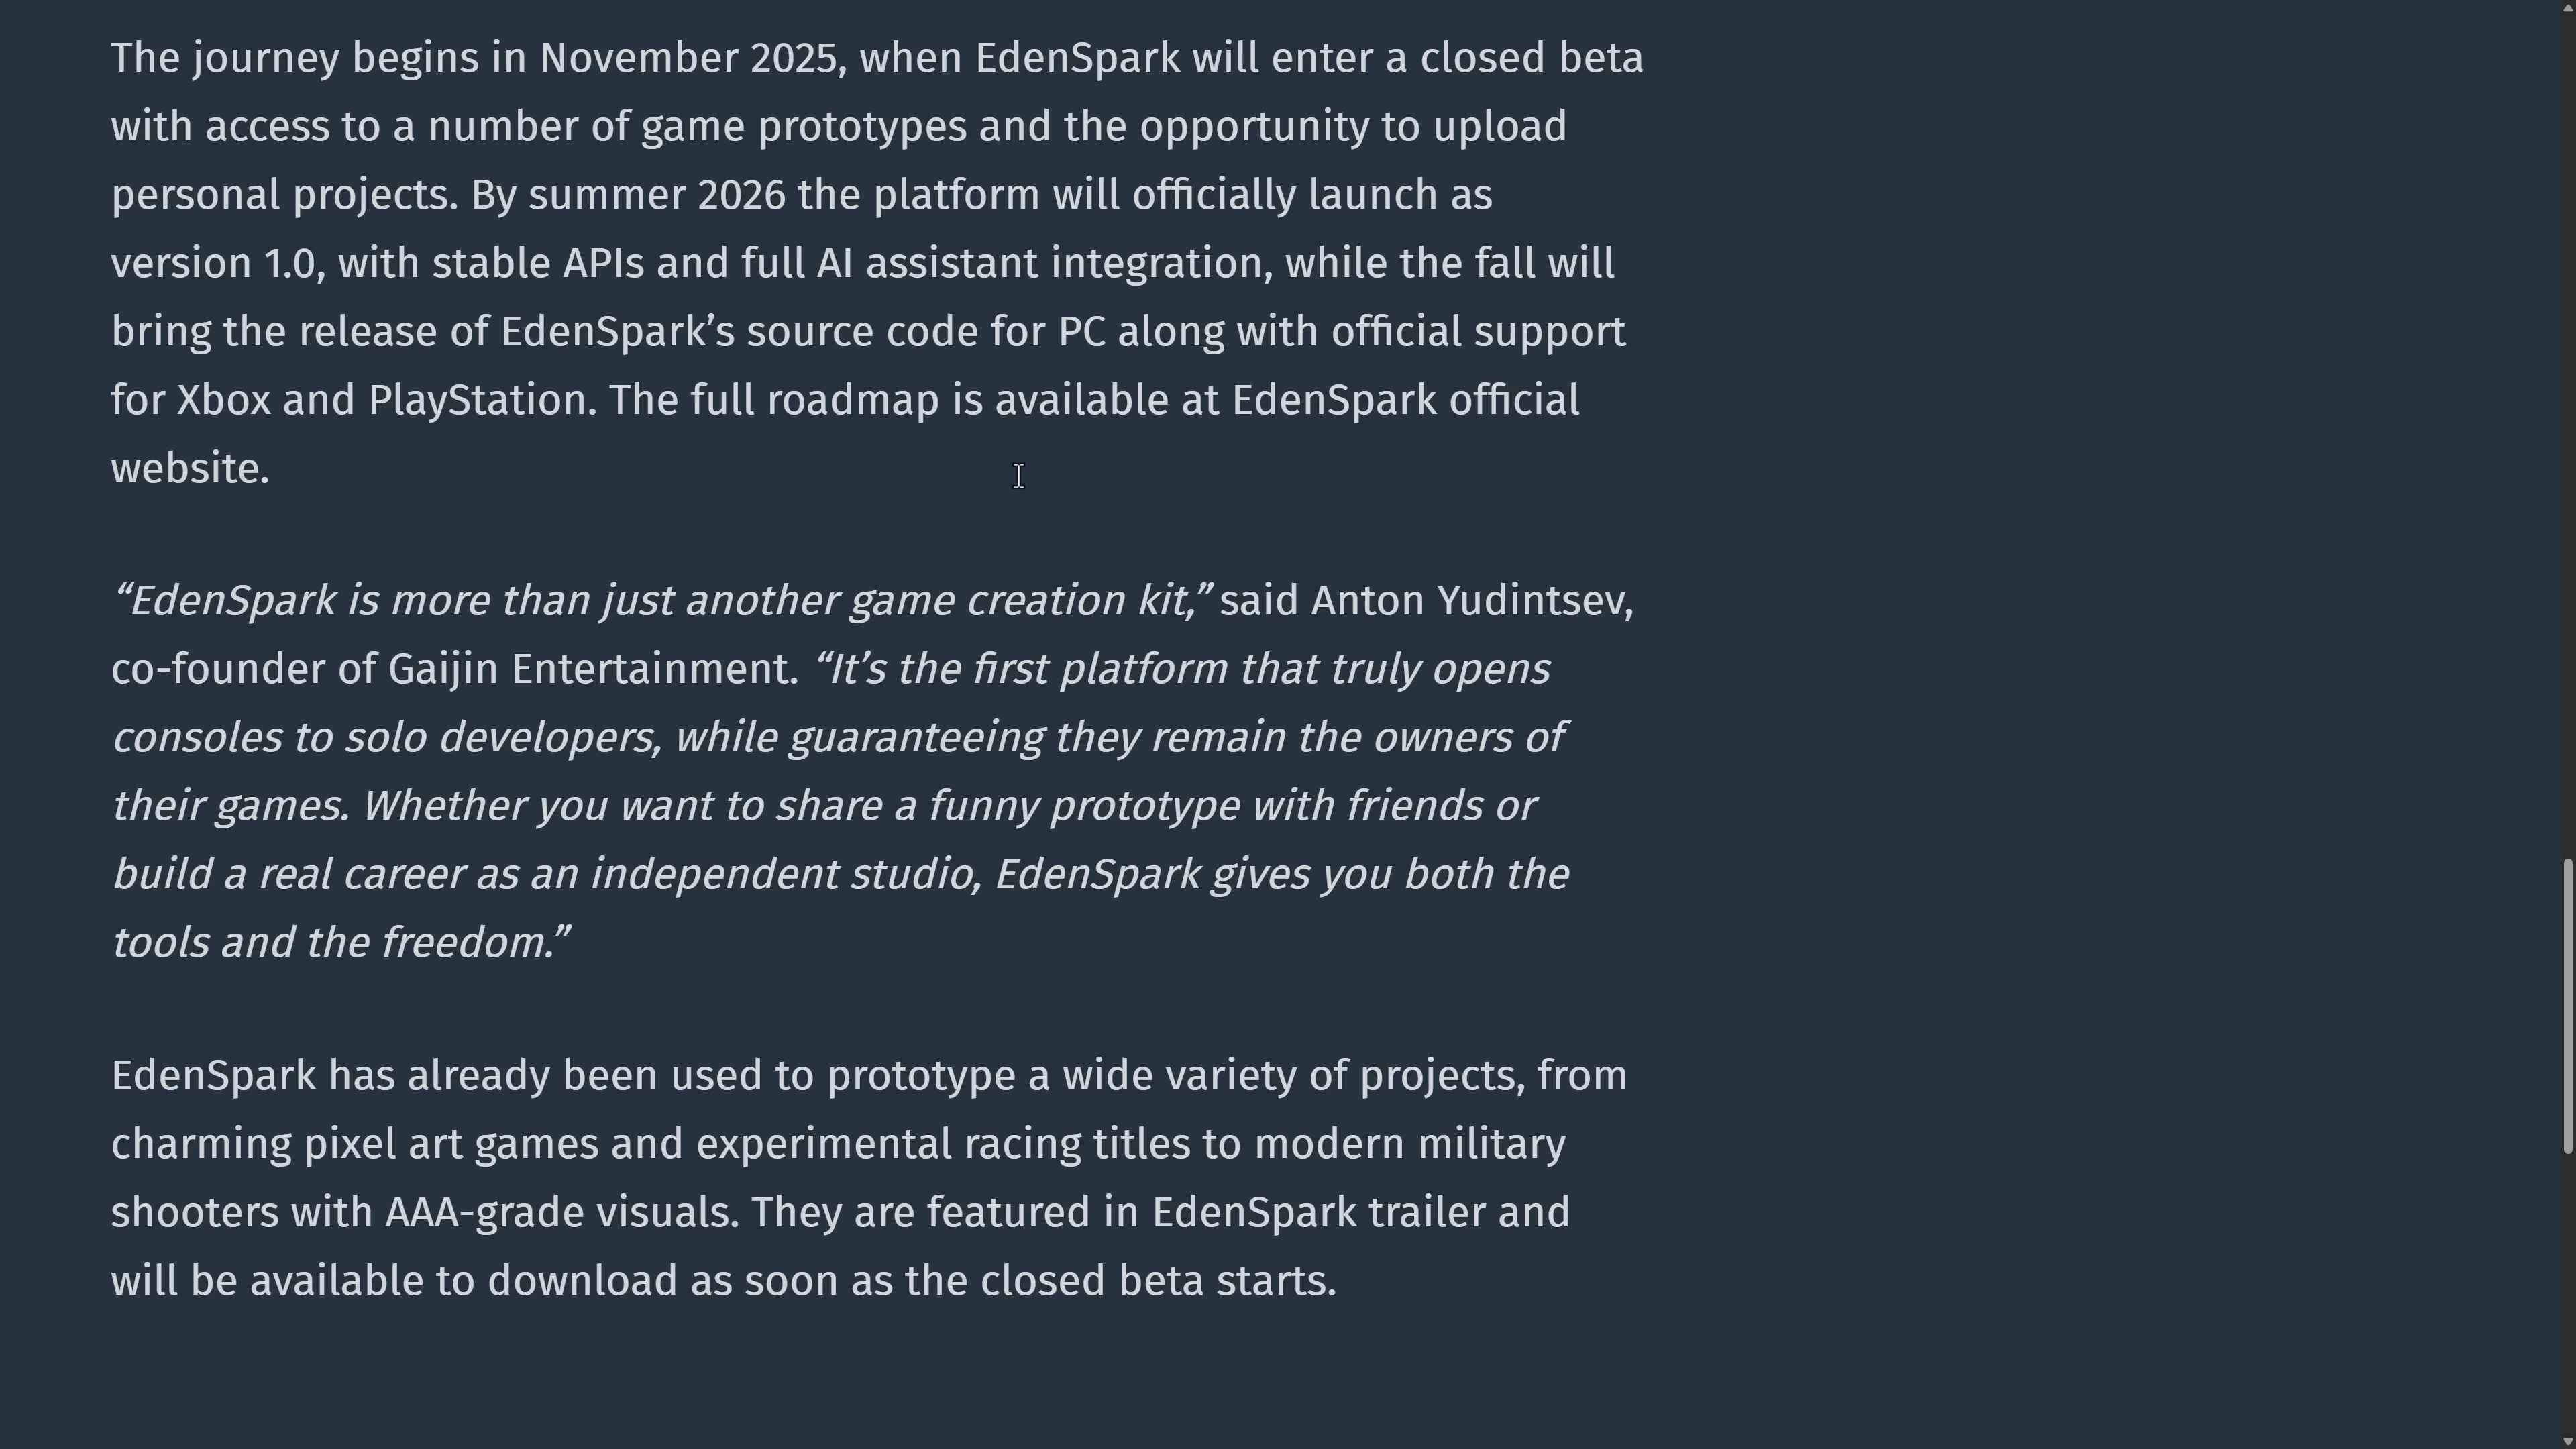 The journey begins in November 2025, when EdenSpark will enter a closed beta
with access to a number of game prototypes and the opportunity to upload
personal projects. By summer 2026 the platform will officially launch as
version 1.0, with stable APIs and full AI assistant integration, while the fall will
bring the release of EdenSpark’s source code for PC along with official support
for Xbox and PlayStation. The full roadmap is available at EdenSpark official
website.
“EdenSpark is more than just another game creation kit,” said Anton Yudintsev,
co-founder of Gaijin Entertainment. “It’s the first platform that truly opens
consoles to solo developers, while guaranteeing they remain the owners of
their games. Whether you want to share a funny prototype with friends or
build a real career as an independent studio, EdenSpark gives you both the
tools and the freedom.”
EdenSpark has already been used to prototype a wide variety of projects, from
charming pixel art games and experimental racing titles to modern military
shooters with AAA-grade visuals. They are featured in EdenSpark trailer and
will be available to download as soon as the closed beta starts.